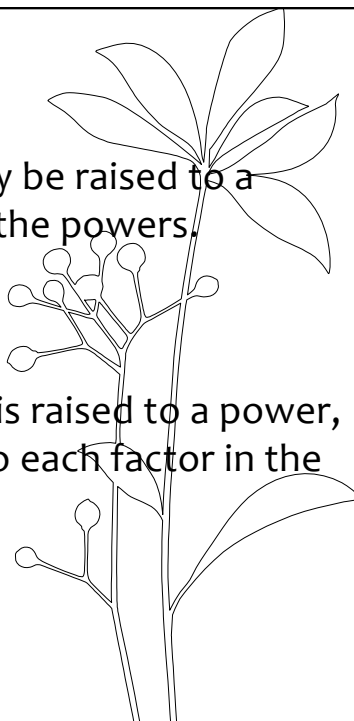 be raised to a
the powers.
is raised to a power,
each factor in the